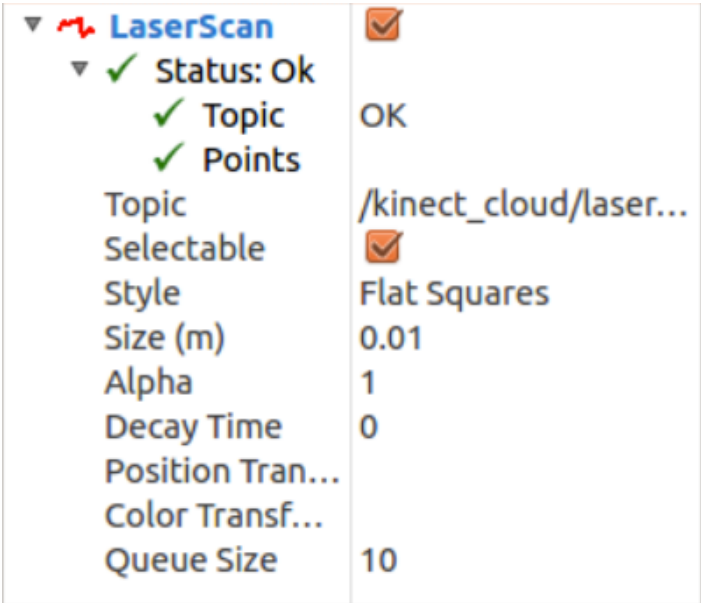 LaserScan
Status: Ok
Topic OK
Points
Topic /kinect_cloud/laser...
Selectable
Style Flat Squares
Size (m) 0.01
Alpha 1
Decay Time 0
Position Tran...
Color Transf...
Queue Size 10